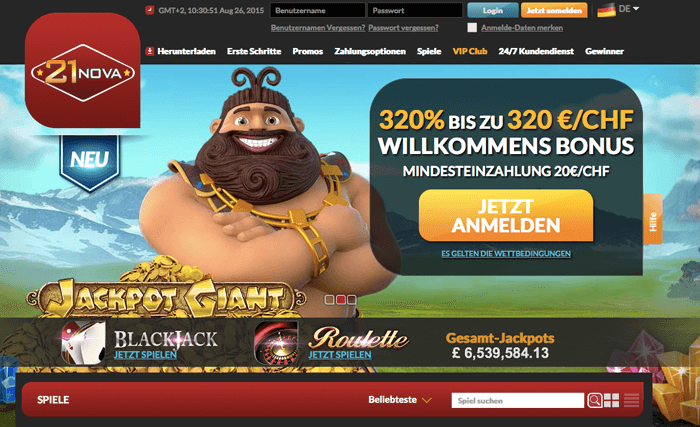 GMT+2, 10:30:51 Aug 26, 2015
Benutzername
Passwort
Login
Jetzt anmelden
DE
Benutzernamen Vergessen?
Passwort vergessen?
Anmelde-Daten merken
Herunterladen
Erste Schritte
Promos
Zahlungsoptionen
Spiele
VIP Club
24/7 Kundendienst
Gewinner
21NOVA
NEU
320% BIS ZU 320 €/CHF
WILLKOMMENS BONUS
MINDESTEINZAHLUNG 20€/CHF
JETZT
ANMELDEN
ES GELTEN DIE WETTBEDINGUNGEN
Hilfe
JACKPOT GIANT
BLACKJACK
JETZT SPIELEN
Roulette
JETZT SPIELEN
Gesamt-Jackpots
£ 6,539,584.13
SPIELE
Beliebteste
Spiel suchen